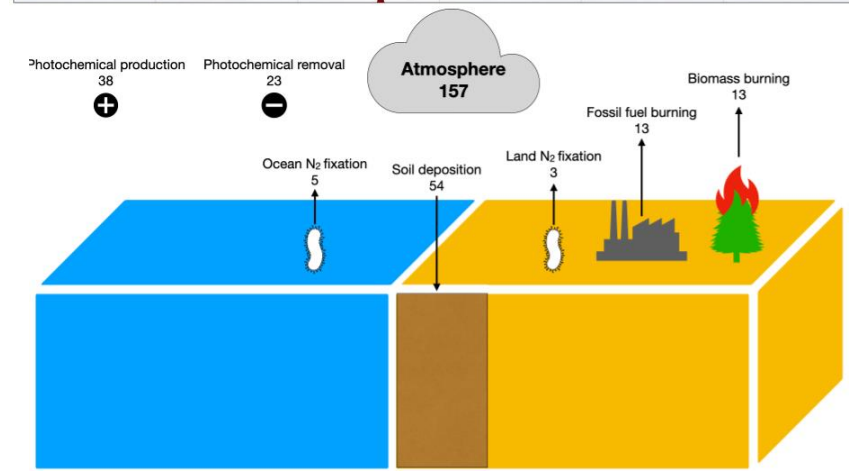 Photochemical production
38
Photochemical removal
23
Atmosphere
157
Biomass burning
13
Fossil fuel burning
13
Ocean N₂ fixation
5
Soil deposition
54
Land N₂ fixation
3